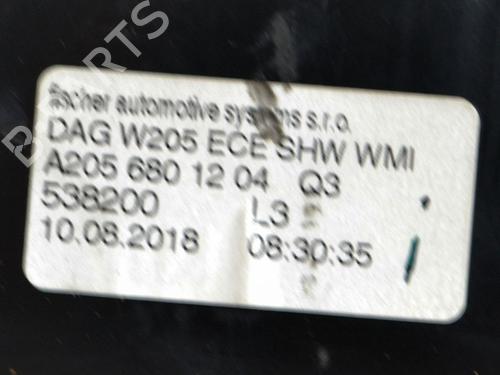 fischer automotive systems s.r.o.
DAG W205 ECE SHW WMI
A205 680 12 04 Q3
538200 L3
10.08.2018 08:30:35